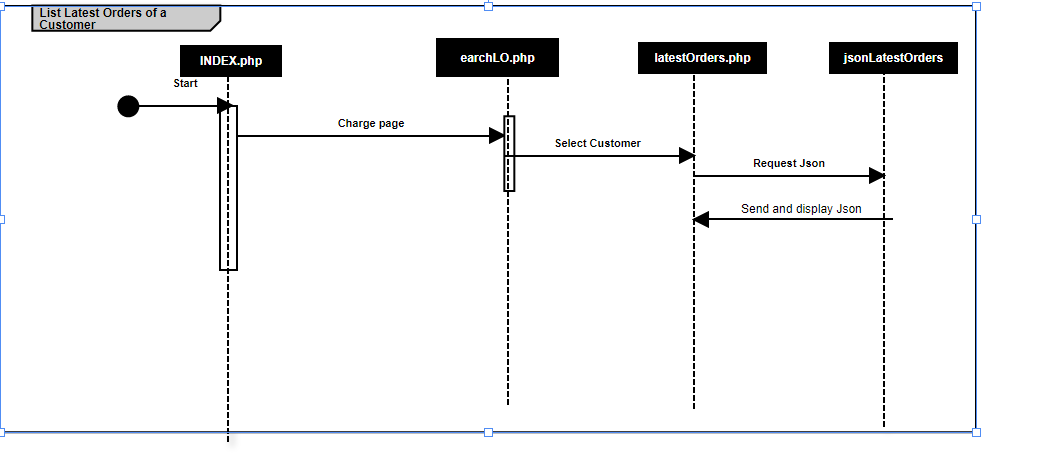 List Latest Orders of a
Customer
INDEX.php
earchLO.php
latestOrders.php
jsonLatestOrders
Start
Charge page
Select Customer
Request Json
Send and display Json